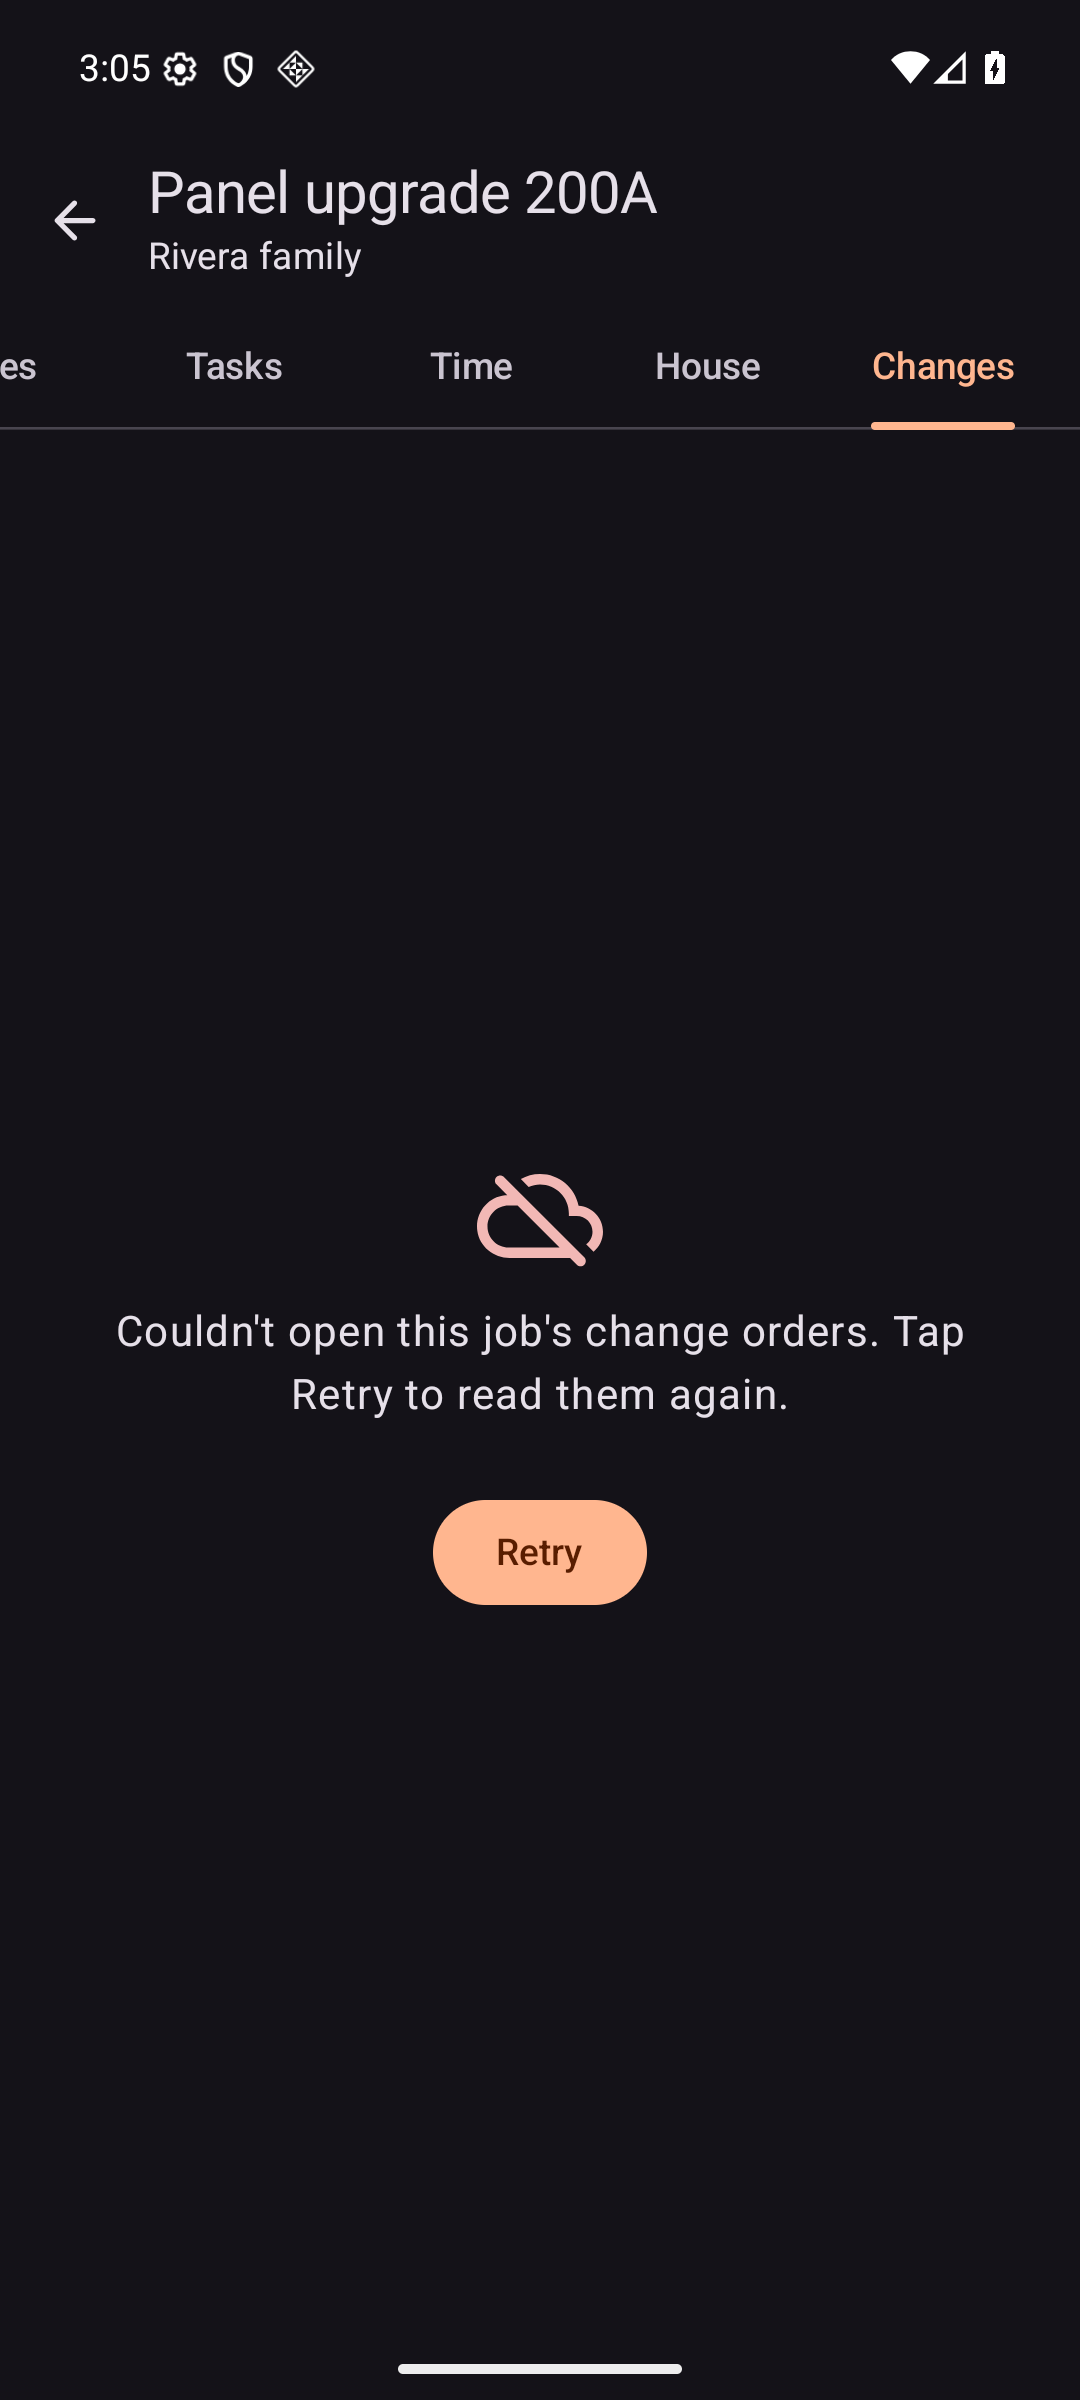 3:05
Panel upgrade 200A
Rivera family
es Tasks Time House Changes
Couldn't open this job's change orders. Tap
Retry to read them again.
Retry